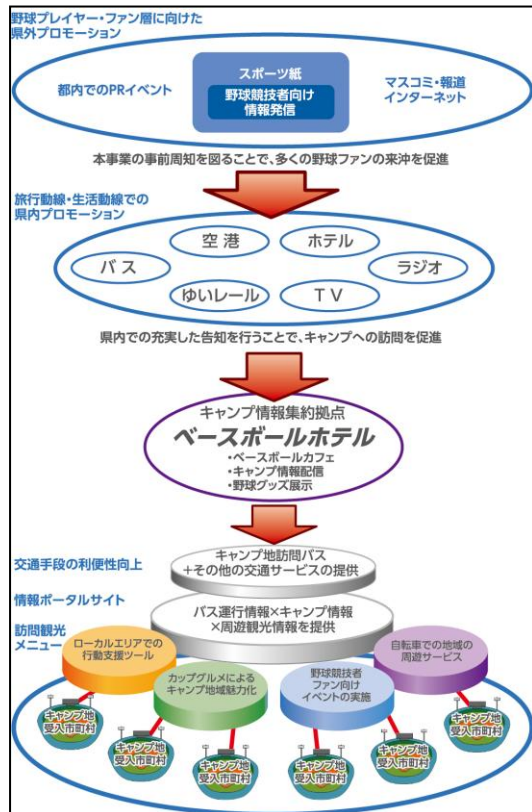 野球プレイヤー・ファン層に向けた
県外プロモーション
都内でのPRイベント
スポーツ紙
野球競技者向け
情報発信
マスコミ・報道
インターネット
本事業の事前周知を図ることで、多くの野球ファンの来沖を促進
旅行動線・生活動線での
県内プロモーション
空港
ホテル
バス
ラジオ
ゆいレール
TV
県内での充実した告知を行うことで、キャンプへの訪問を促進
キャンプ情報集約拠点
ベースボールホテル
・ベースボールカフェ
・キャンプ情報配信
・野球グッズ展示
交通手段の利便性向上
キャンプ地訪問バス
+その他の交通サービスの提供
情報ポータルサイト
バス運行情報×キャンプ情報
×周遊観光情報を提供
訪問観光
メニュー
ローカルエリアでの
行動支援ツール
カップグルメによる
キャンプ地域魅力化
野球競技者
ファン向け
イベントの実施
自転車での地域の
周遊サービス
キャンプ地
受入市町村
キャンプ地
受入市町村
キャンプ地
受入市町村
キャンプ地
受入市町村
キャンプ地
受入市町村
キャンプ地
受入市町村